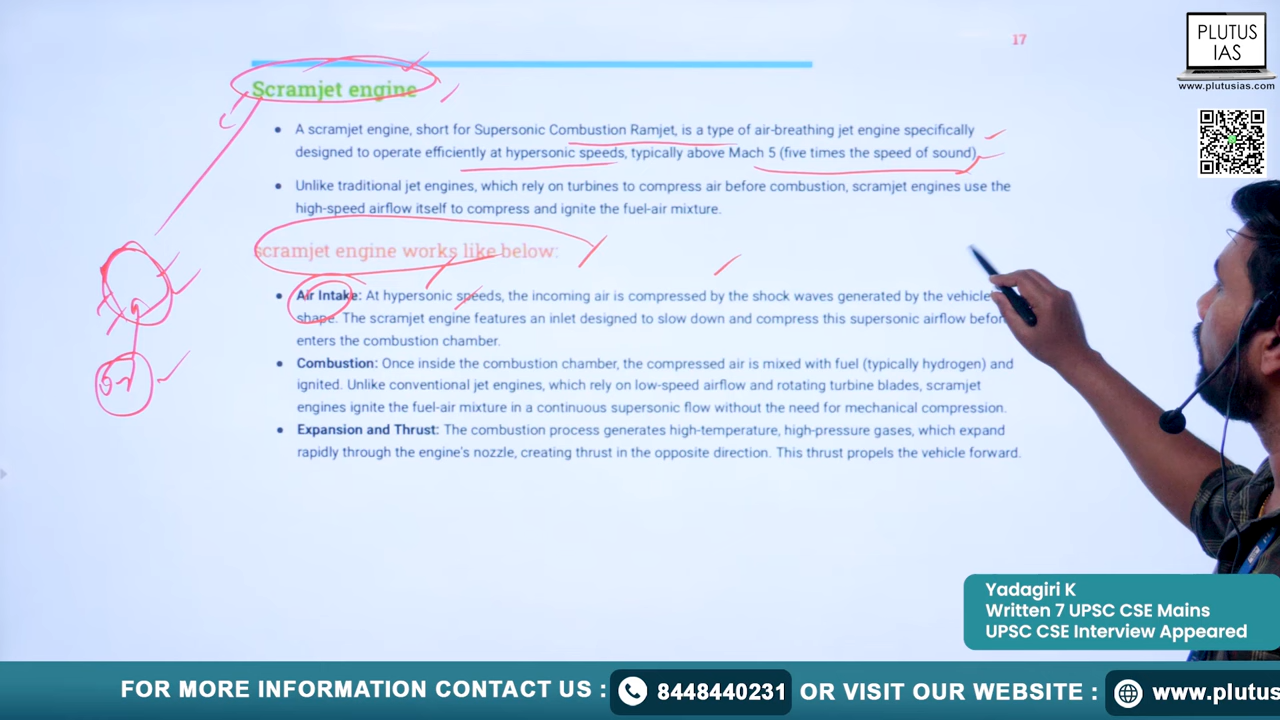 17
PLUTUS
IAS
www.plutusias.com
Scramjet engine
● A scramjet engine, short for Supersonic Combustion Ramjet, is a type of air-breathing jet engine specifically
designed to operate efficiently at hypersonic speeds, typically above Mach 5 (five times the speed of sound).
● Unlike traditional jet engines, which rely on turbines to compress air before combustion, scramjet engines use the
high-speed airflow itself to compress and ignite the fuel-air mixture.
scramjet engine works like below:
● Air Intake: At hypersonic speeds, the incoming air is compressed by the shock waves generated by the vehicle
shape. The scramjet engine features an inlet designed to slow down and compress this supersonic airflow befor
enters the combustion chamber.
● Combustion: Once inside the combustion chamber, the compressed air is mixed with fuel (typically hydrogen) and
ignited. Unlike conventional jet engines, which rely on low-speed airflow and rotating turbine blades, scramjet
engines ignite the fuel-air mixture in a continuous supersonic flow without the need for mechanical compression.
● Expansion and Thrust: The combustion process generates high-temperature, high-pressure gases, which expand
rapidly through the engine's nozzle, creating thrust in the opposite direction. This thrust propels the vehicle forward.
Yadagiri K
Written 7 UPSC CSE Mains
UPSC CSE Interview Appeared
FOR MORE INFORMATION CONTACT US : 8448440231 OR VISIT OUR WEBSITE : www.plutus